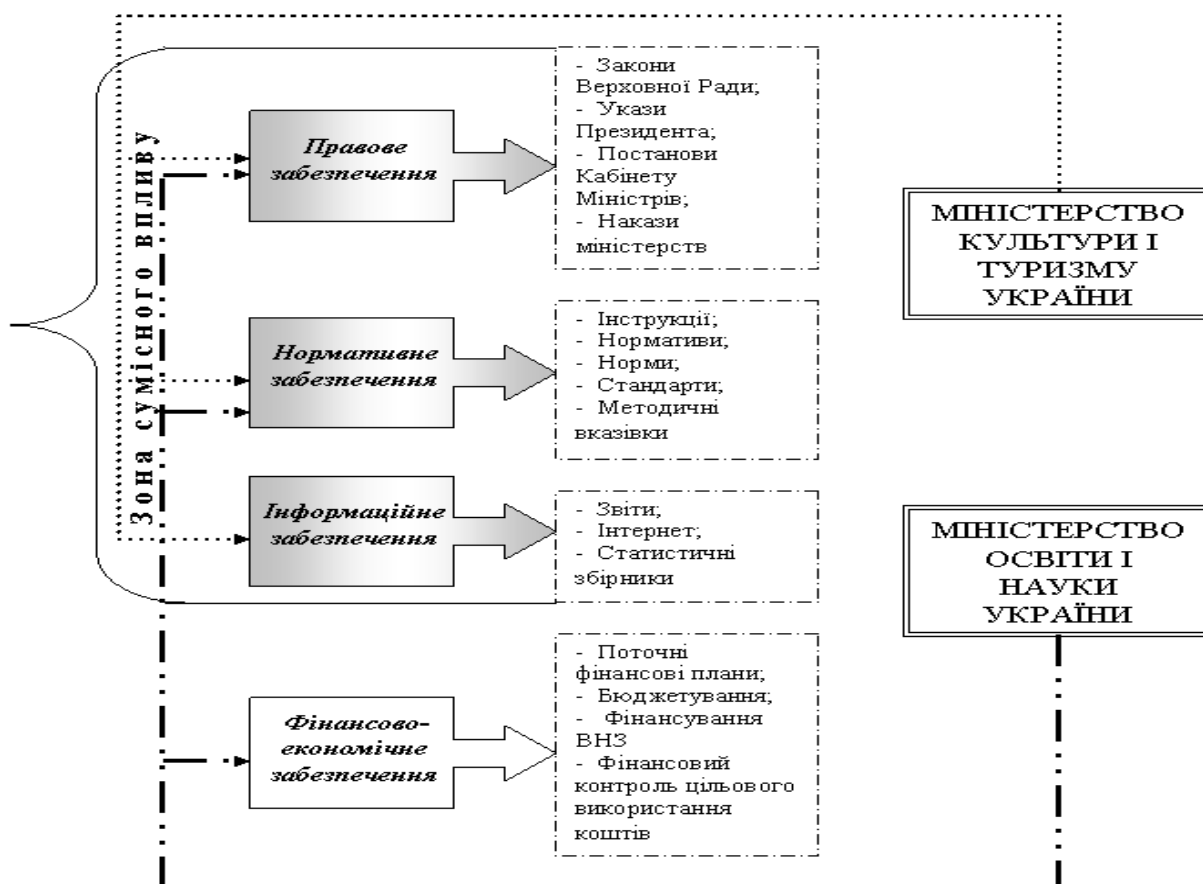 Зона сумісного впливу
Правове
забезпечення
- Закони
Верховної Ради;
- Укази
Президента;
- Постанови
Кабінету
Міністрів;
- Накази
міністерств
МІНІСТЕРСТВО
КУЛЬТУРИ І
ТУРИЗМУ
УКРАЇНИ
Нормативне
забезпечення
- Інструкції;
- Нормативи;
- Норми;
- Стандарти;
- Методичні
вказівки
Інформаційне
забезпечення
- Звіти;
- Інтернет;
- Статистичні
збірники
МІНІСТЕРСТВО
ОСВІТИ І
НАУКИ
УКРАЇНИ
Фінансово-
економічне
забезпечення
- Поточні
фінансові плани;
- Бюджетування;
- Фінансування
ВНЗ
- Фінансовий
контроль цільового
використання
коштів